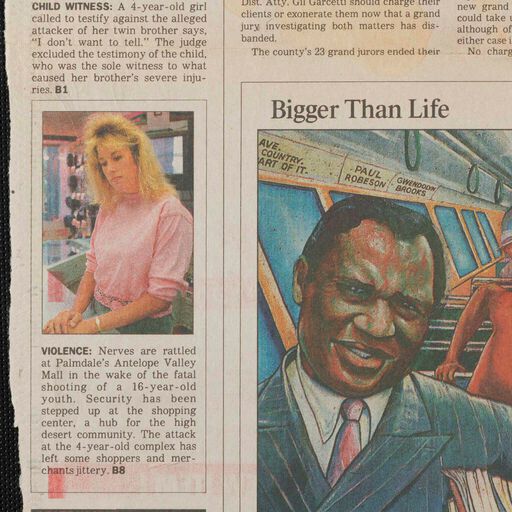 CHILD WITNESS: A 4-year-old girl
called to testify against the alleged
attacker of her twin brother says,
"I don't want to tell." The judge
excluded the testimony of the child,
who was the sole witness to what
caused her brother's severe inju-
ries. B1
VIOLENCE: Nerves are rattled
at Palmdale's Antelope Valley
Mall in the wake of the fatal
shooting of a 16-year-old
youth. Security has been
stepped up at the shopping
center, a hub for the high
desert community. The attack
at the 4-year-old complex has
left some shoppers and mer-
chants jittery. B8
Dist. Atty. Gil Garcetti should charge their
clients or exonerate them now that a grand
jury investigating both matters has dis-
banded.
The county's 23 grand jurors ended their
new grand
could take u
although of
either case i
No charg
Bigger Than Life
AVE.
COUNTRY.
ART OF IT.
PAUL
ROBESON
GWENDOLYN
BROOKS